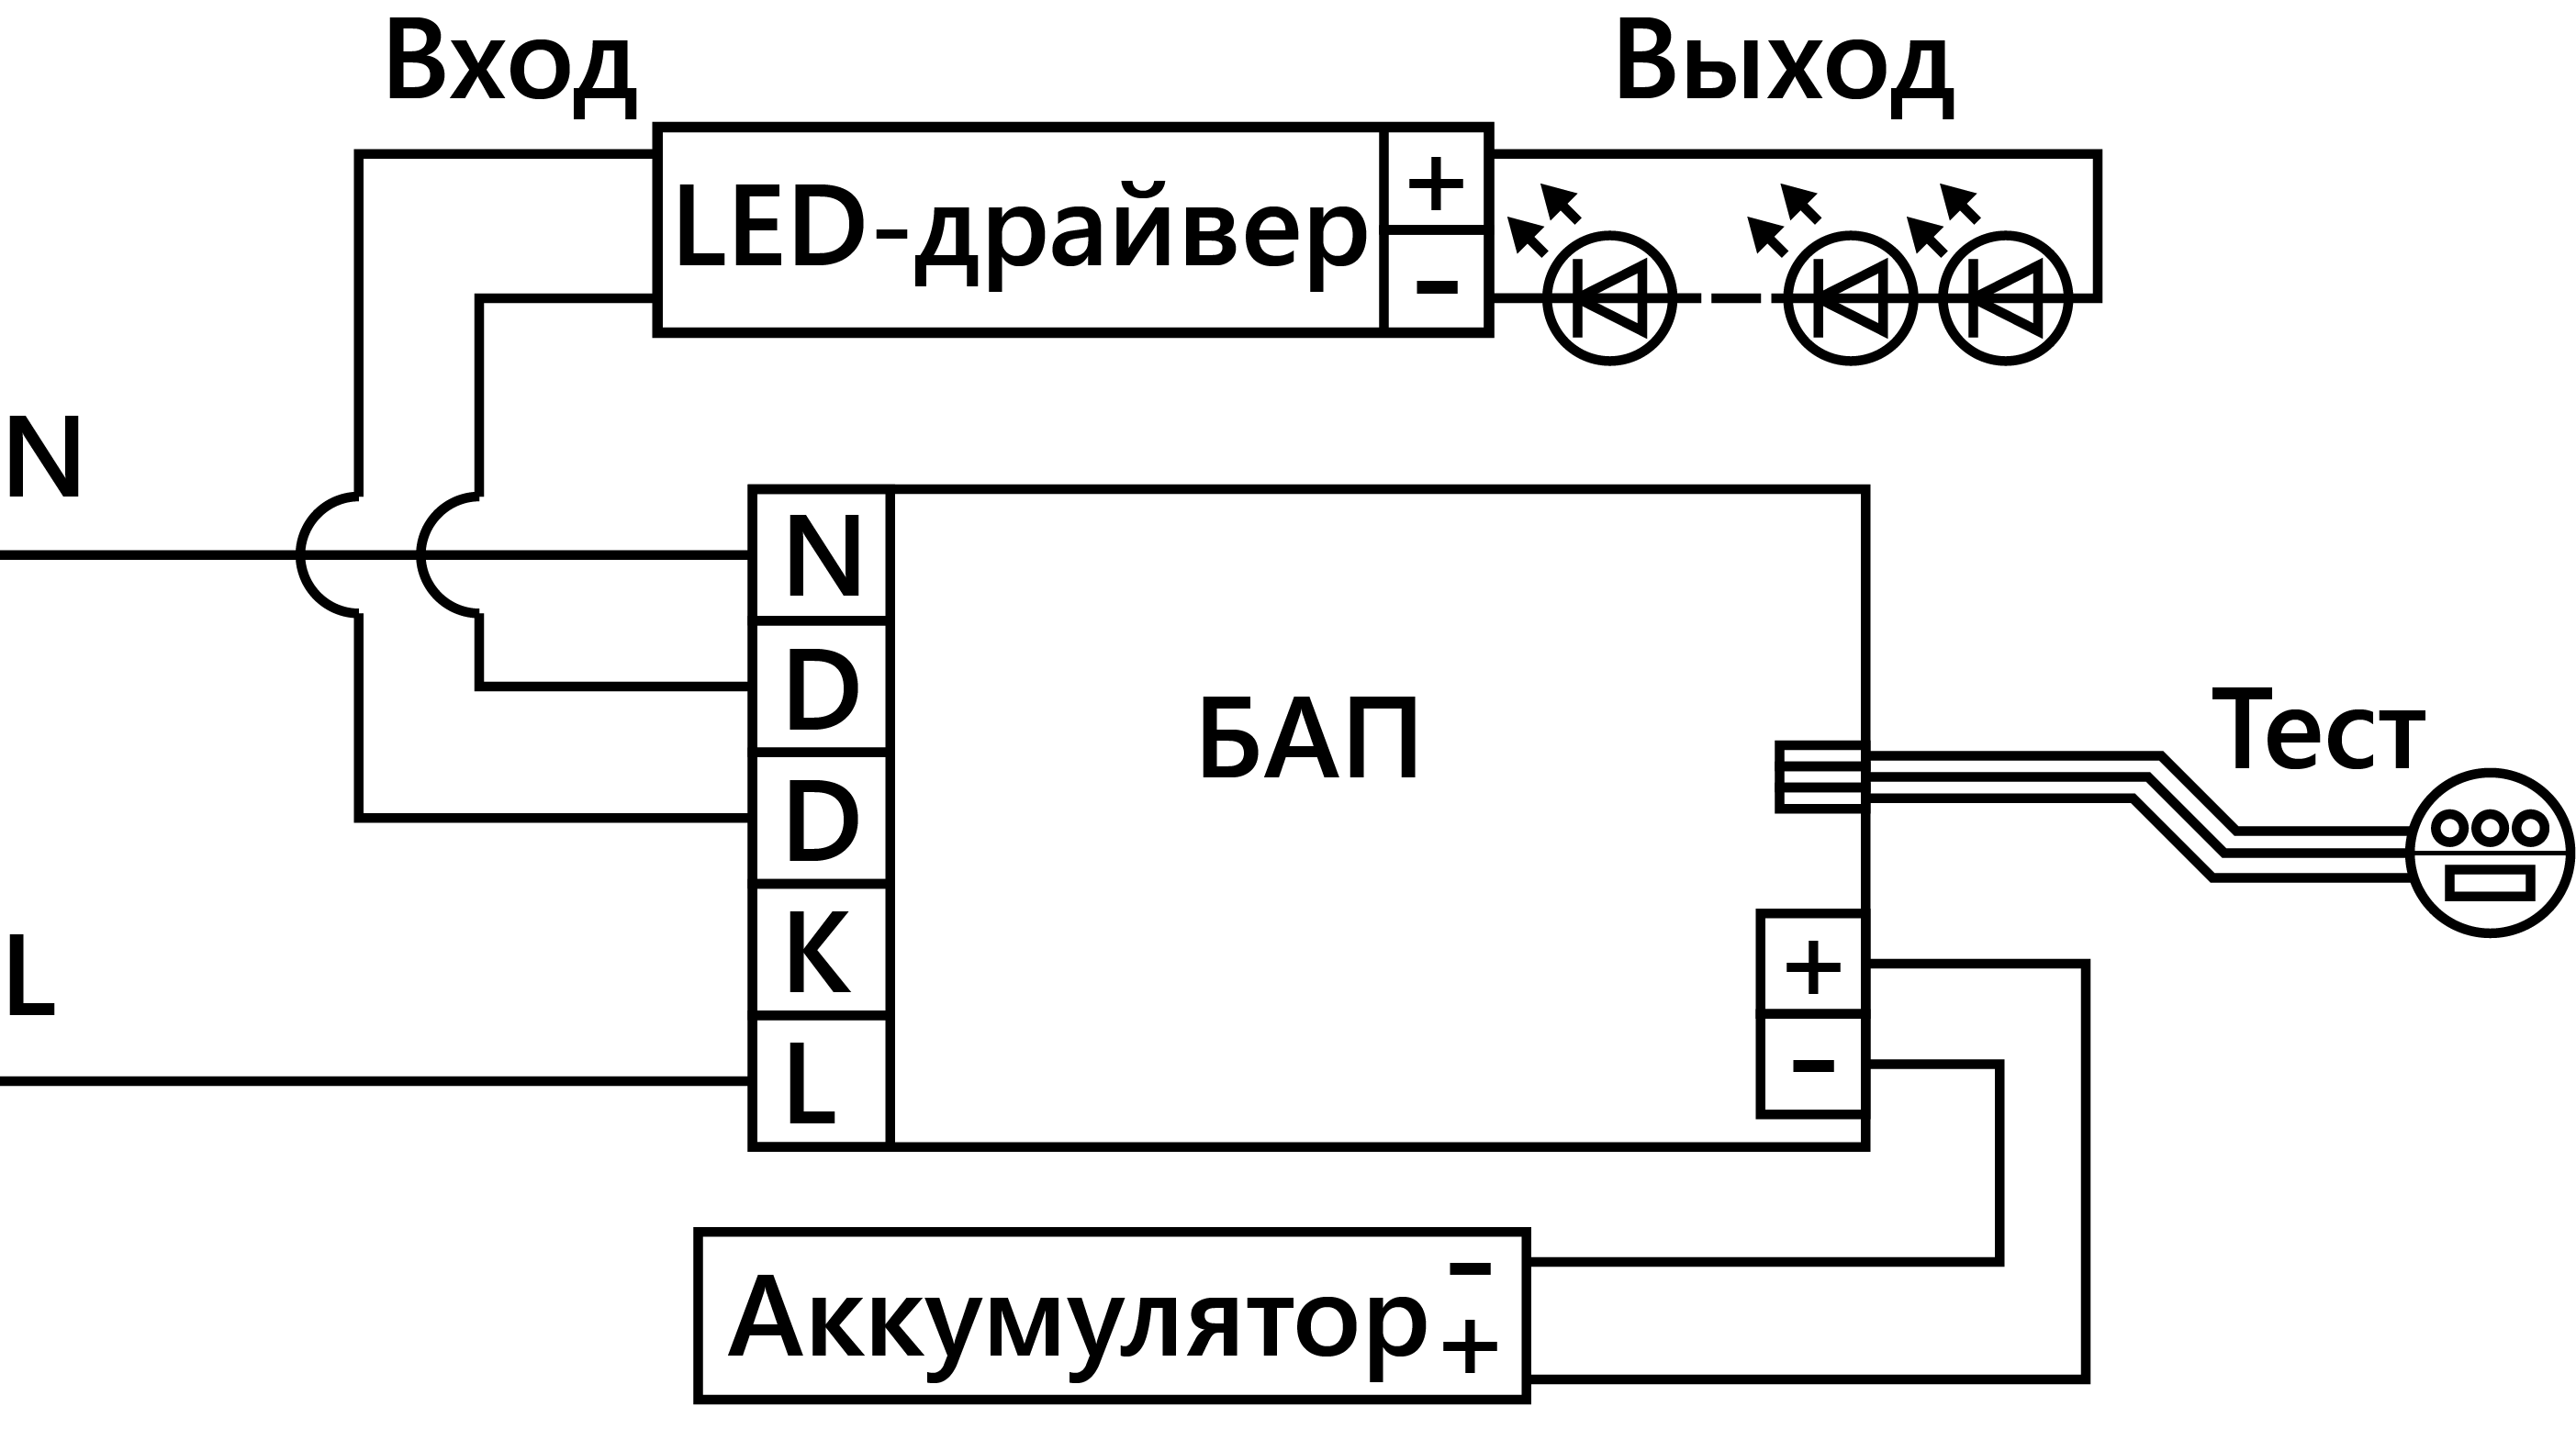 Вход
Выход
LED-драйвер
+
-
N
N
D
D
K
L
L
БАП
Тест
+
-
Аккумулятор
-
+